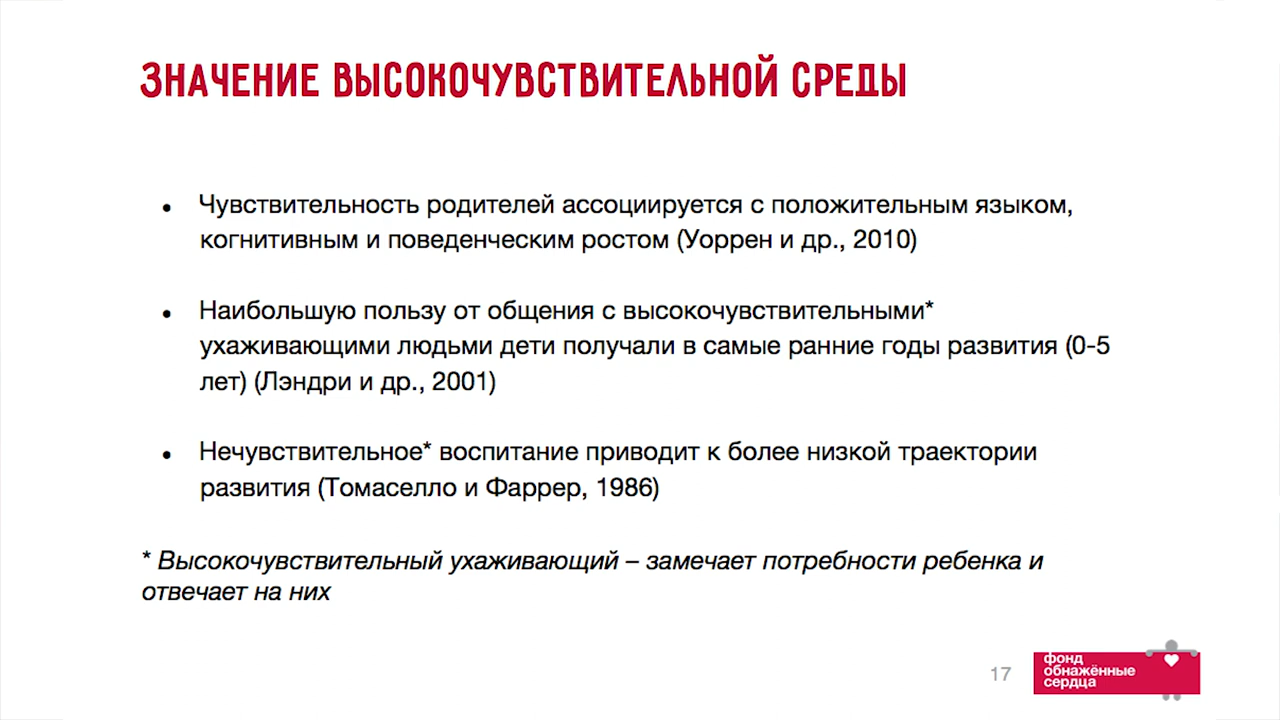 ЗНАЧЕНИЕ ВЫСОКОЧУВСТВИТЕЛЬНОЙ СРЕДЫ
• Чувствительность родителей ассоциируется с положительным языком,
когнитивным и поведенческим ростом (Уоррен и др., 2010)
• Наибольшую пользу от общения с высокочувствительными*
ухаживающими людьми дети получали в самые ранние годы развития (0-5
лет) (Лэндри и др., 2001)
• Нечувствительное* воспитание приводит к более низкой траектории
развития (Томаселло и Фаррер, 1986)
* Высокочувствительный ухаживающий – замечает потребности ребенка и
отвечает на них
17
фонд
обнажённые
сердца